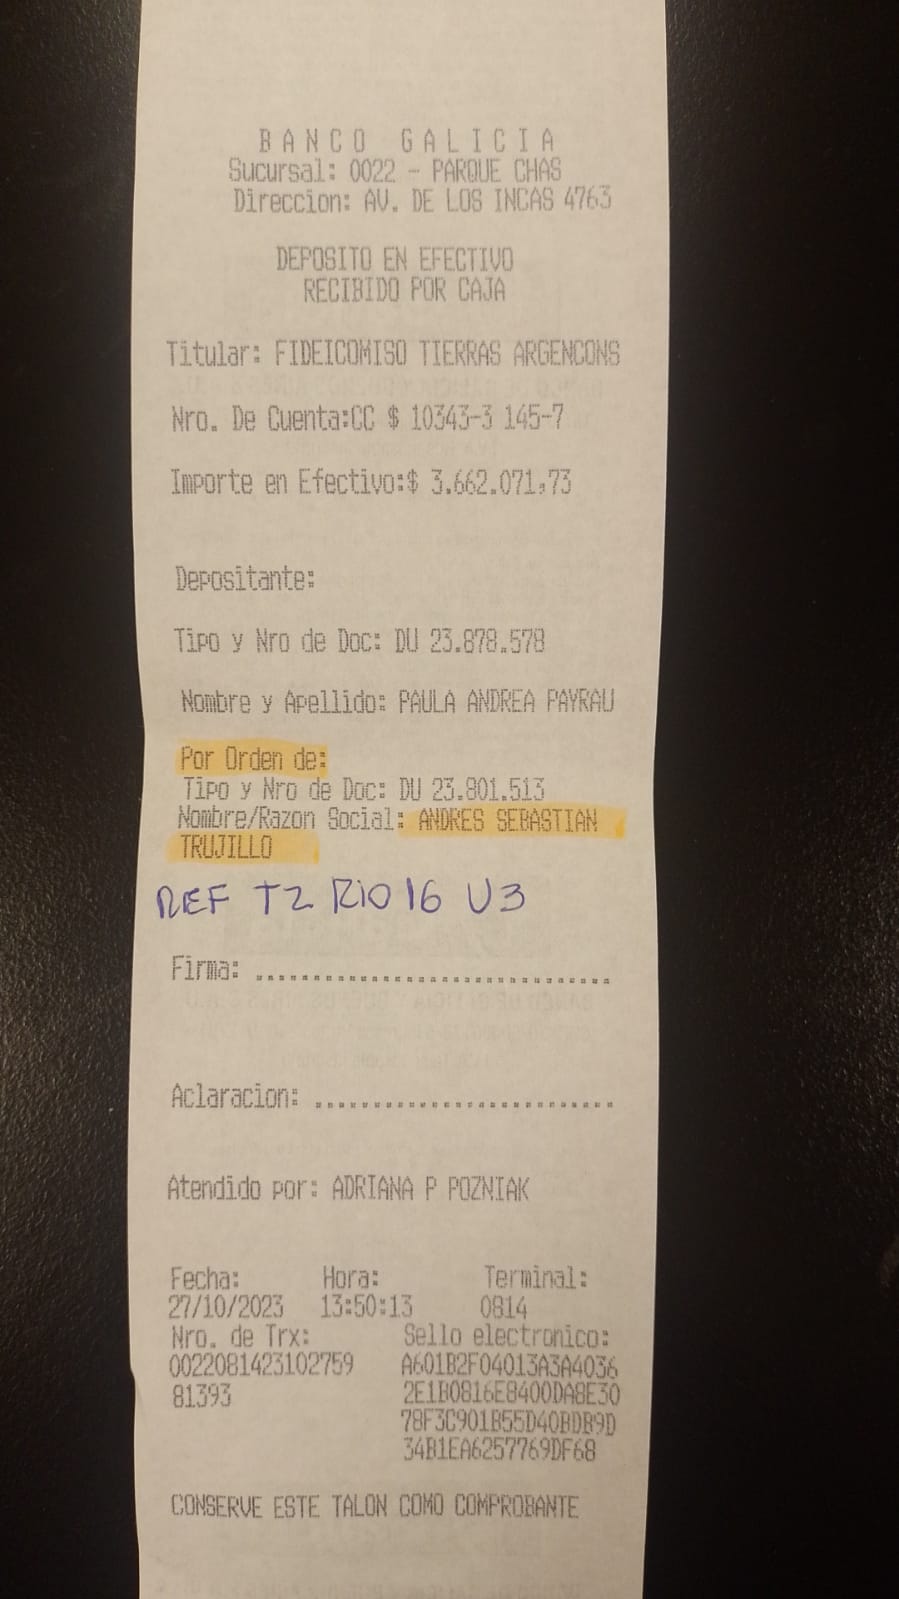 BANCO GALICIA
Sucursal: 0022 - PARQUE CHAS
Direccion: AV. DE LOS INCAS 4763
DEPOSITO EN EFECTIVO
RECIBIDO POR CAJA
Titular: FIDEICOMISO TIERRAS ARGENCONS
Nro. De Cuenta:CC $ 10343-3 145-7
Importe en Efectivo:$ 3.662.071,73
Depositante:
Tipo y Nro de Doc: DU 23.878.578
Nombre y Apellido: PAULA ANDREA PAYRAU
Por Orden de:
Tipo y Nro de Doc: DU 23.801.513
Nombre/Razon Social: ANDRES SEBASTIAN
TRUJILLO
REF T2 RIO 16 U3
Firma: ...............................
Aclaracion: ..........................
Atendido por: ADRIANA P POZNIAK
Fecha: Hora: Terminal:
27/10/2023 13:50:13 0814
Nro. de Trx: Sello electronico:
0022081423102759 A601B2F04013A3A4036
81393 2E1B0816E8400DA8E30
78F3C901B55D40BDB9D
34B1EA6257769DF68
CONSERVE ESTE TALON COMO COMPROBANTE